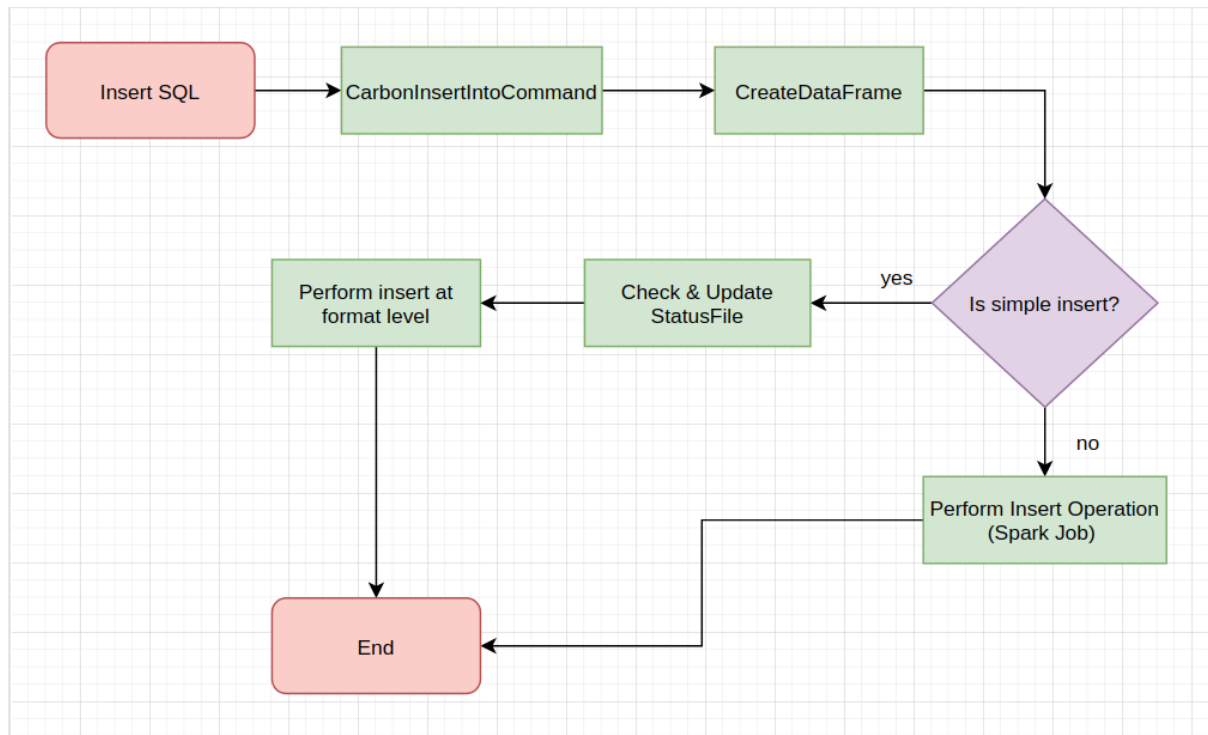 Insert SQL
CarbonInsertIntoCommand
CreateDataFrame
Is simple insert?
yes
Check & Update
StatusFile
Perform insert at
format level
no
Perform Insert Operation
(Spark Job)
End